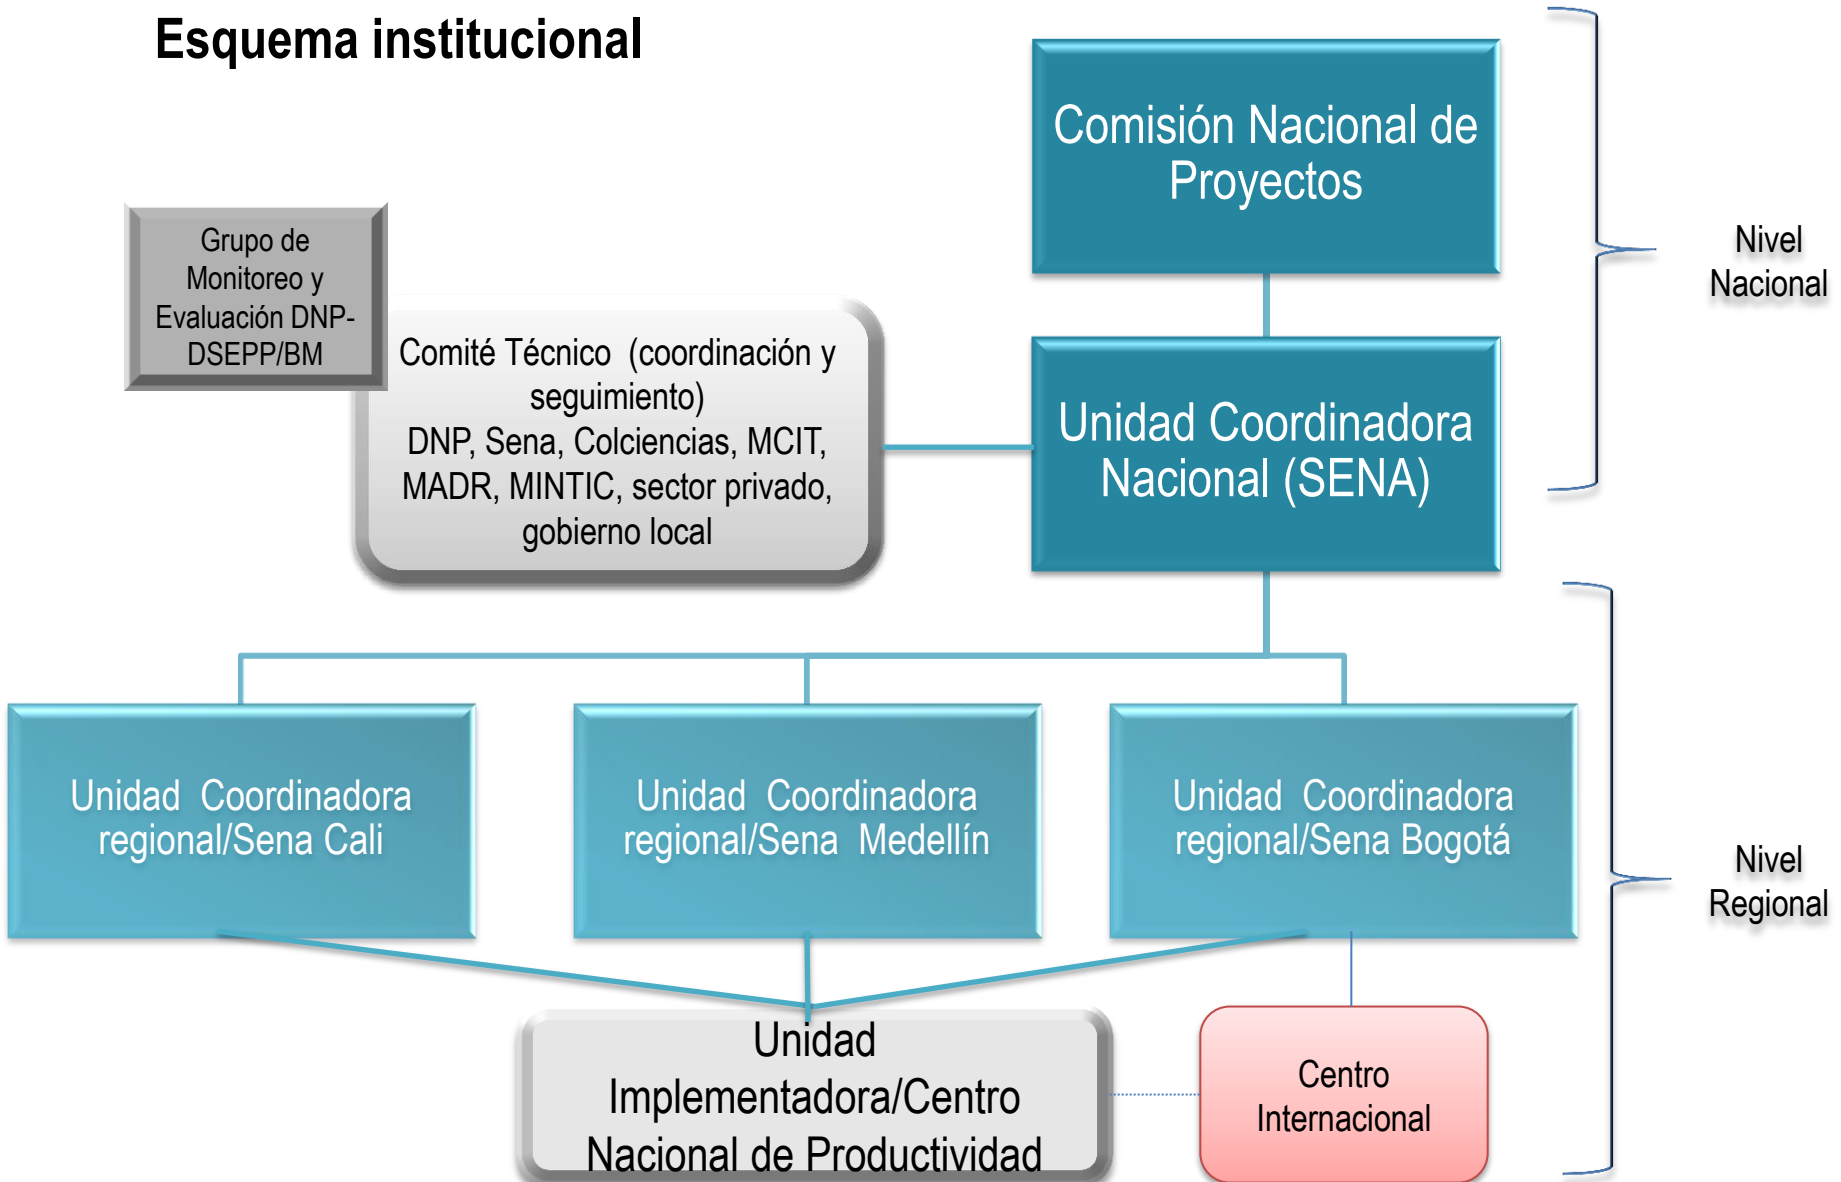 Esquema institucional
Comisión Nacional de
Proyectos
Nivel
Nacional
Grupo de
Monitoreo y
Evaluación DNP-
DSEPP/BM
Comité Técnico (coordinación y
seguimiento)
DNP, Sena, Colciencias, MCIT,
MADR, MINTIC, sector privado,
gobierno local
Unidad Coordinadora
Nacional (SENA)
Unidad Coordinadora
regional/Sena Cali
Unidad Coordinadora
regional/Sena Medellín
Unidad Coordinadora
regional/Sena Bogotá
Nivel
Regional
Unidad
Implementadora/Centro
Nacional de Productividad
Centro
Internacional